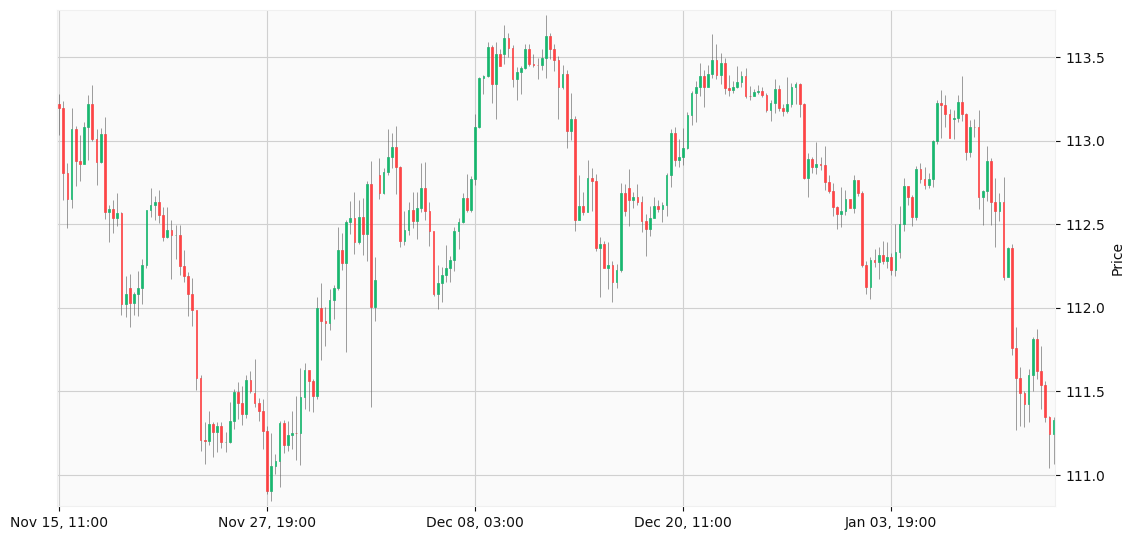 113.5
113.0
112.5
112.0
111.5
111.0
Price
Nov 15, 11:00
Nov 27, 19:00
Dec 08, 03:00
Dec 20, 11:00
Jan 03, 19:00